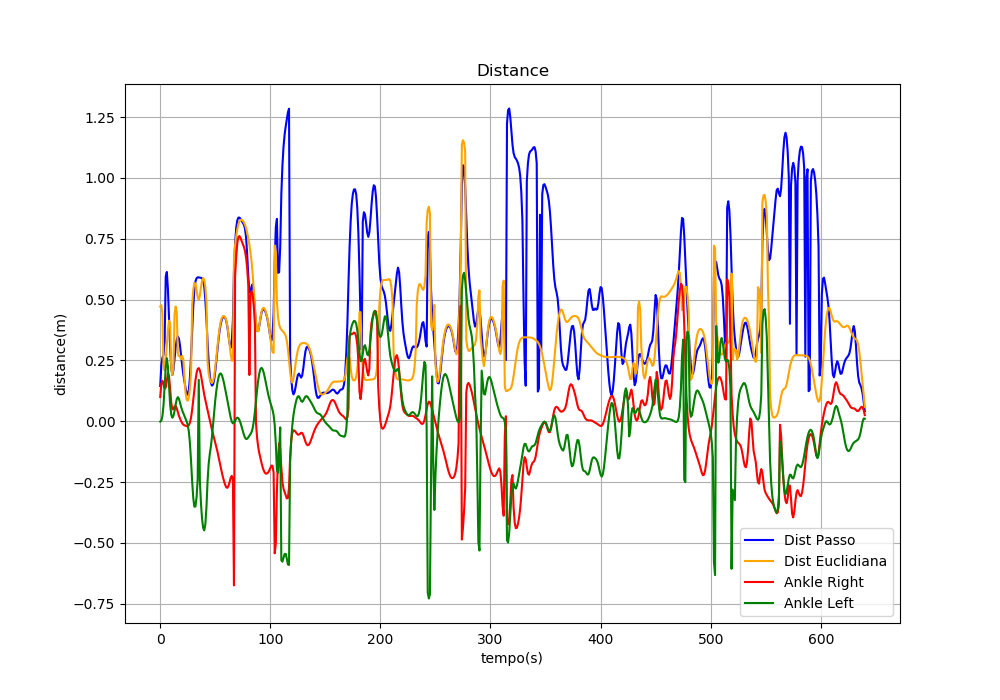 Distance
distance(m)
1.25
1.00
0.75
0.50
0.25
0.00
−0.25
−0.50
−0.75
0 100 200 300 400 500 600
tempo(s)
Dist Passo
Dist Euclidiana
Ankle Right
Ankle Left